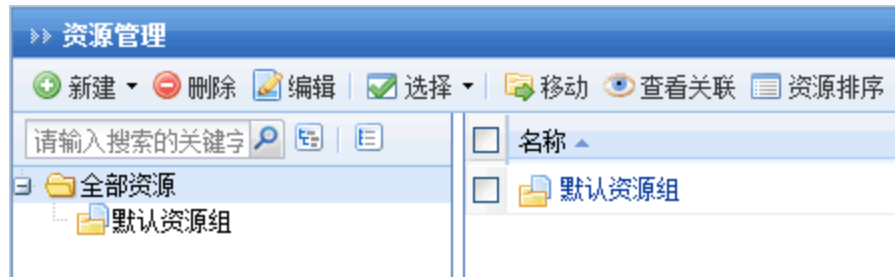 资源管理
新建 删除 编辑 选择 移动 查看关联 资源排序
请输入搜索的关键字
名称
全部资源
默认资源组
默认资源组